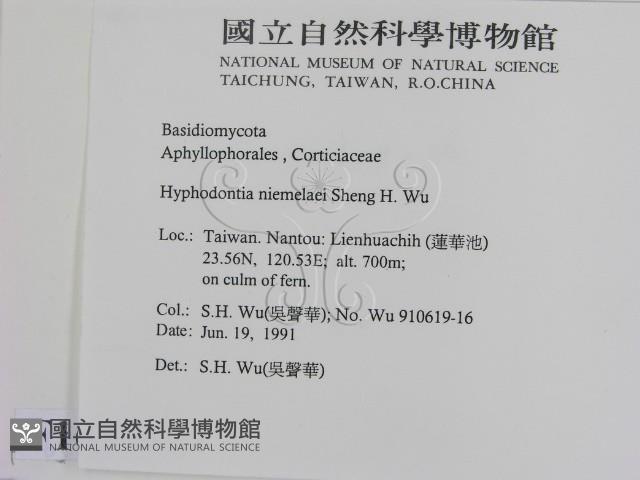 國立自然科學博物館
NATIONAL MUSEUM OF NATURAL SCIENCE
TAICHUNG, TAIWAN, R.O.CHINA
Basidiomycota
Aphyllophorales , Corticiaceae
Hyphodontia niemelaei Sheng H. Wu
Loc.: Taiwan. Nantou: Lienhuachih (蓮華池)
23.56N, 120.53E; alt. 700m;
on culm of fern.
Col.: S.H. Wu(吳聲華); No. Wu 910619-16
Date: Jun. 19, 1991
Det.: S.H. Wu(吳聲華)
國立自然科學博物館
NATIONAL MUSEUM OF NATURAL SCIENCE